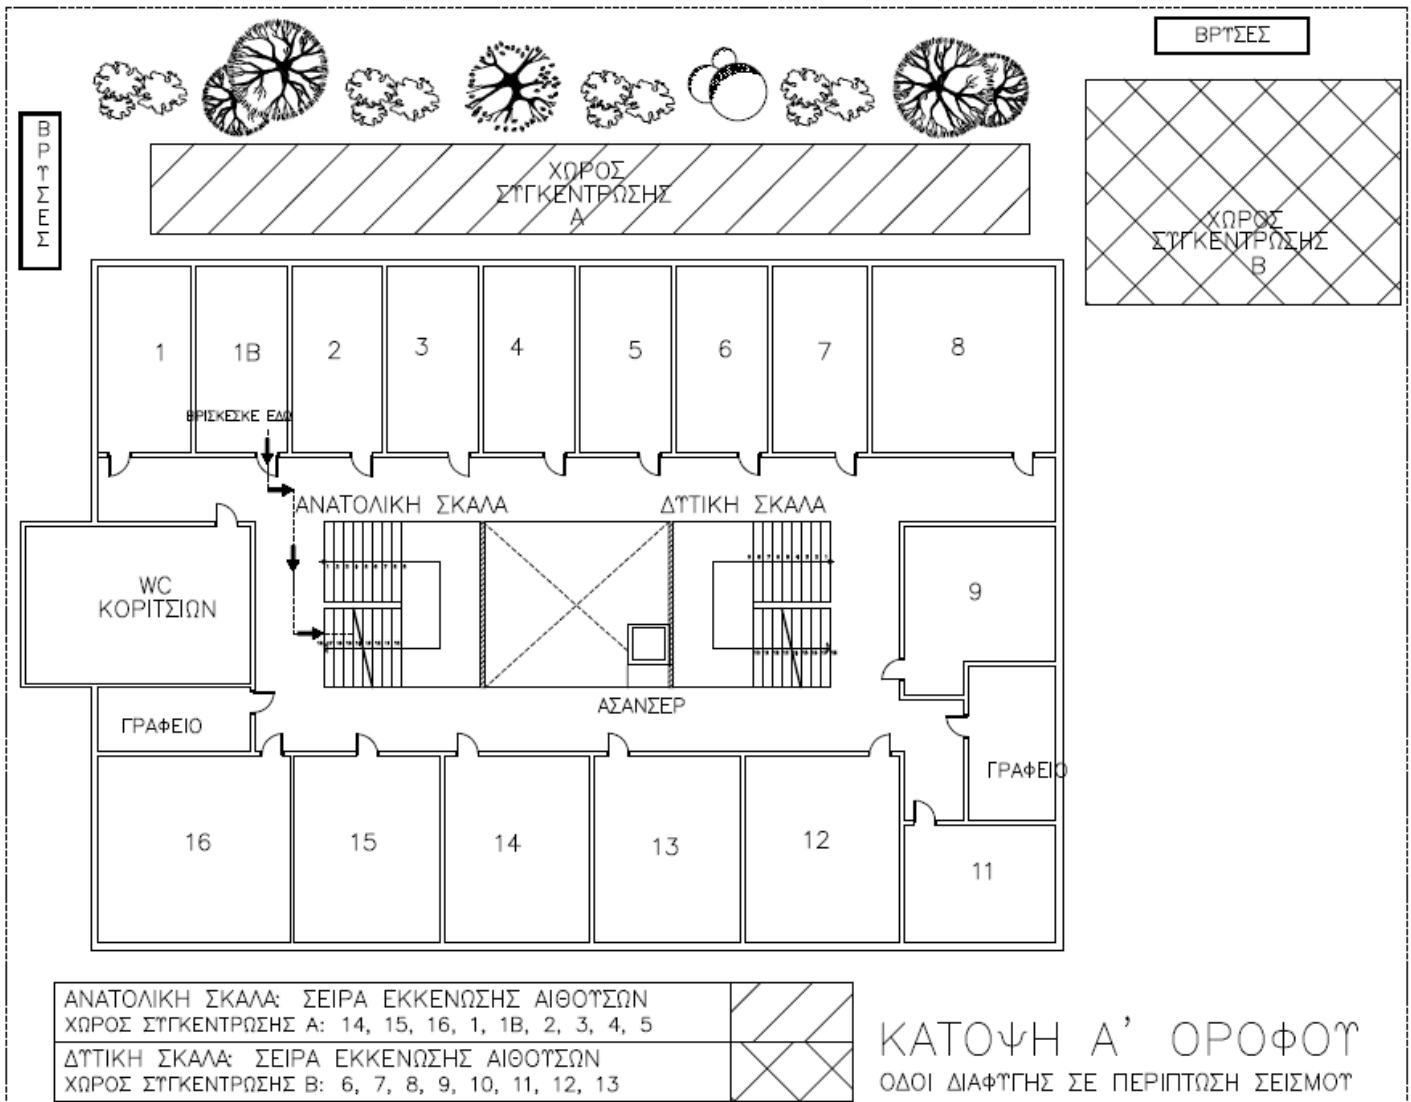 ΒΡΥΣΕΣ
ΒΡΥΣΕΣ
ΧΩΡΟΣ
ΣΥΓΚΕΝΤΡΩΣΗΣ
Α
ΧΩΡΟΣ
ΣΥΓΚΕΝΤΡΩΣΗΣ
Β
1
1Β
2
3
4
5
6
7
8
ΒΡΙΣΚΕΣΚΕ ΕΔΩ
ΑΝΑΤΟΛΙΚΗ ΣΚΑΛΑ
ΔΥΤΙΚΗ ΣΚΑΛΑ
WC
ΚΟΡΙΤΣΙΩΝ
9
ΑΣΑΝΣΕΡ
ΓΡΑΦΕΙΟ
ΓΡΑΦΕΙΟ
16
15
14
13
12
11
ΑΝΑΤΟΛΙΚΗ ΣΚΑΛΑ: ΣΕΙΡΑ ΕΚΚΕΝΩΣΗΣ ΑΙΘΟΥΣΩΝ
ΧΩΡΟΣ ΣΥΓΚΕΝΤΡΩΣΗΣ Α: 14, 15, 16, 1, 1Β, 2, 3, 4, 5
ΔΥΤΙΚΗ ΣΚΑΛΑ: ΣΕΙΡΑ ΕΚΚΕΝΩΣΗΣ ΑΙΘΟΥΣΩΝ
ΧΩΡΟΣ ΣΥΓΚΕΝΤΡΩΣΗΣ Β: 6, 7, 8, 9, 10, 11, 12, 13
ΚΑΤΟΨΗ Α' ΟΡΟΦΟΥ
ΟΔΟΙ ΔΙΑΦΥΓΗΣ ΣΕ ΠΕΡΙΠΤΩΣΗ ΣΕΙΣΜΟΥ